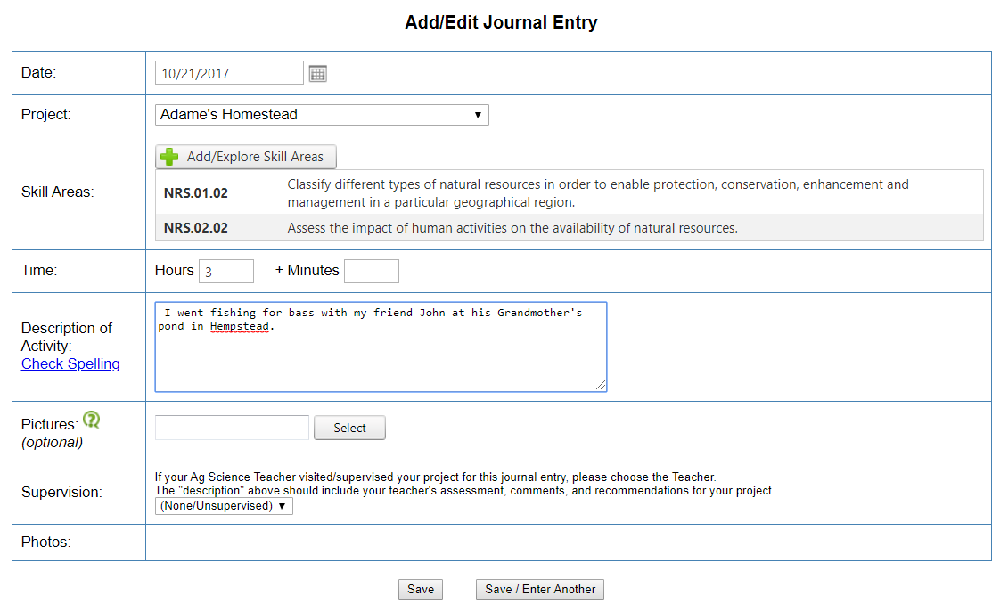 Add/Edit Journal Entry
Date:
10/21/2017
Project:
Adame's Homestead
Skill Areas:
Add/Explore Skill Areas
NRS.01.02
Classify different types of natural resources in order to enable protection, conservation, enhancement and
management in a particular geographical region.
NRS.02.02
Assess the impact of human activities on the availability of natural resources.
Time:
Hours 3 + Minutes
Description of
Activity:
Check Spelling
I went fishing for bass with my friend John at his Grandmother's
pond in Hempstead.
Pictures:
(optional)
Select
Supervision:
If your Ag Science Teacher visited/supervised your project for this journal entry, please choose the Teacher.
The "description" above should include your teacher's assessment, comments, and recommendations for your project.
(None/Unsupervised)
Photos:
Save
Save / Enter Another